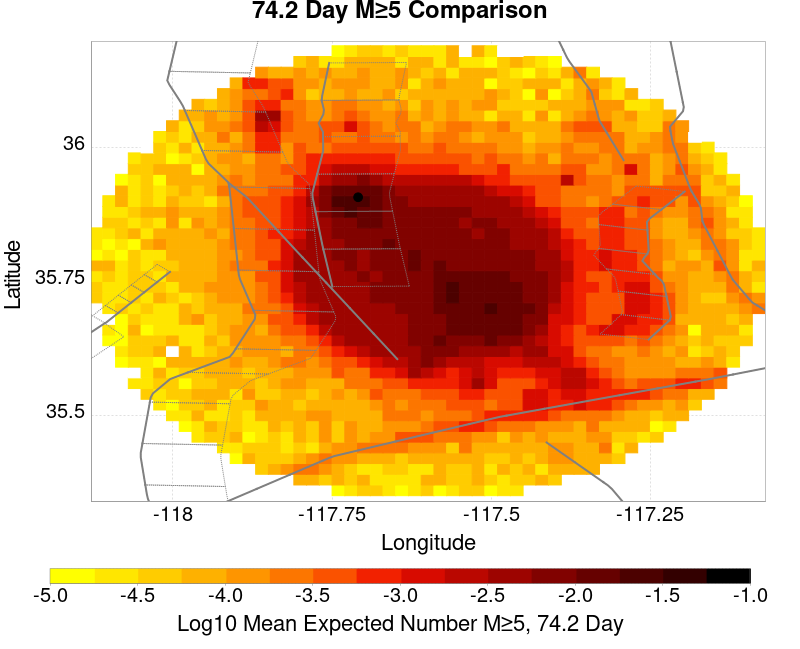 74.2 Day M≥5 Comparison
36
35.75
35.5
Latitude
-118 -117.75 -117.5 -117.25
Longitude
-5.0 -4.5 -4.0 -3.5 -3.0 -2.5 -2.0 -1.5 -1.0
Log10 Mean Expected Number M≥5, 74.2 Day